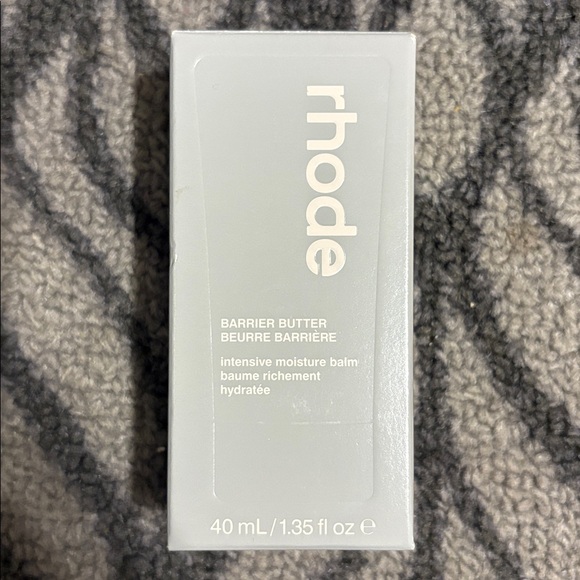 rhode
BARRIER BUTTER
BEURRE BARRIÈRE
intensive moisture balm
baume richement
hydratée
40 mL/1.35 fl oz ℮